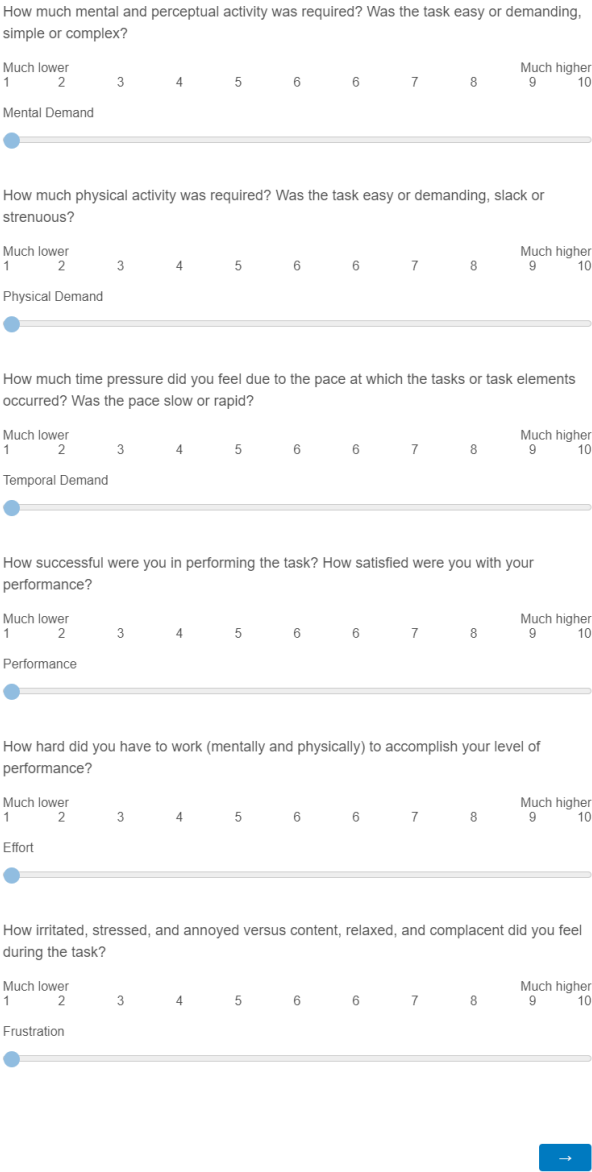 How much mental and perceptual activity was required? Was the task easy or demanding,
simple or complex?
Much lower Much higher
1 2 3 4 5 6 6 7 8 9 10
Mental Demand
How much physical activity was required? Was the task easy or demanding, slack or
strenuous?
Much lower Much higher
1 2 3 4 5 6 6 7 8 9 10
Physical Demand
How much time pressure did you feel due to the pace at which the tasks or task elements
occurred? Was the pace slow or rapid?
Much lower Much higher
1 2 3 4 5 6 6 7 8 9 10
Temporal Demand
How successful were you in performing the task? How satisfied were you with your
performance?
Much lower Much higher
1 2 3 4 5 6 6 7 8 9 10
Performance
How hard did you have to work (mentally and physically) to accomplish your level of
performance?
Much lower Much higher
1 2 3 4 5 6 6 7 8 9 10
Effort
How irritated, stressed, and annoyed versus content, relaxed, and complacent did you feel
during the task?
Much lower Much higher
1 2 3 4 5 6 6 7 8 9 10
Frustration
→